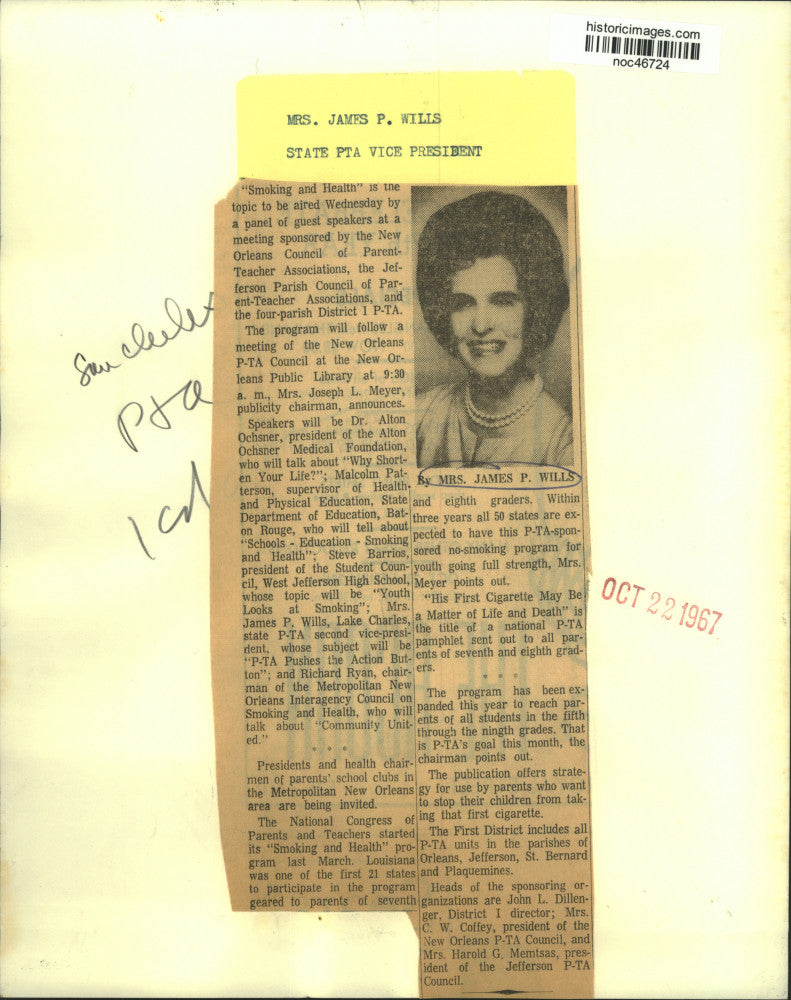 historicimages.com
noc46724
MRS. JAMES P. WILLS
STATE PTA VICE PRESIDENT
"Smoking and Health" is the
topic to be aired Wednesday by
a panel of guest speakers at a
meeting sponsored by the New
Orleans Council of Parent-
Teacher Associations, the Jef-
ferson Parish Council of Par-
ent-Teacher Associations, and
the four-parish District I P-TA.
The program will follow a
meeting of the New Orleans
P-TA Council at the New Or-
leans Public Library at 9:30
a. m., Mrs. Joseph L. Meyer,
publicity chairman, announces.
Speakers will be Dr. Alton
Ochsner, president of the Alton
Ochsner Medical Foundation,
who will talk about "Why Short-
en Your Life?"; Malcolm Pat-
terson, supervisor of Health
and Physical Education, State
Department of Education, Bat-
on Rouge, who will tell about
"Schools - Education - Smoking
and Health"; Steve Barrios,
president of the Student Coun-
cil, West Jefferson High School,
whose topic will be "Youth
Looks at Smoking"; Mrs.
James P. Wills, Lake Charles,
state P-TA second vice-presi-
dent, whose subject will be
"P-TA Pushes the Action But-
ton"; and Richard Ryan, chair-
man of the Metropolitan New
Orleans Interagency Council on
Smoking and Health, who will
talk about "Community Unit-
ed."
Presidents and health chair-
men of parents' school clubs in
the Metropolitan New Orleans
area are being invited.
The National Congress of
Parents and Teachers started
its "Smoking and Health" pro-
gram last March. Louisiana
was one of the first 21 states
to participate in the program
geared to parents of seventh
By MRS. JAMES P. WILLS
and eighth graders. Within
three years all 50 states are ex-
pected to have this P-TA-spon-
sored no-smoking program for
youth going full strength, Mrs.
Meyer points out.
"His First Cigarette May Be
a Matter of Life and Death" is
the title of a national P-TA
pamphlet sent out to all par-
ents of seventh and eighth grad-
ers.
The program has been ex-
panded this year to reach par-
ents of all students in the fifth
through the ningth grades. That
is P-TA's goal this month, the
chairman points out.
The publication offers strate-
gy for use by parents who want
to stop their children from tak-
ing that first cigarette.
The First District includes all
P-TA units in the parishes of
Orleans, Jefferson, St. Bernard
and Plaquemines.
Heads of the sponsoring or-
ganizations are John L. Dillen-
ger, District I director; Mrs.
C. W. Coffey, president of the
New Orleans P-TA Council, and
Mrs. Harold G. Memtsas, pres-
ident of the Jefferson P-TA
Council.
PTA
OCT 22 1967